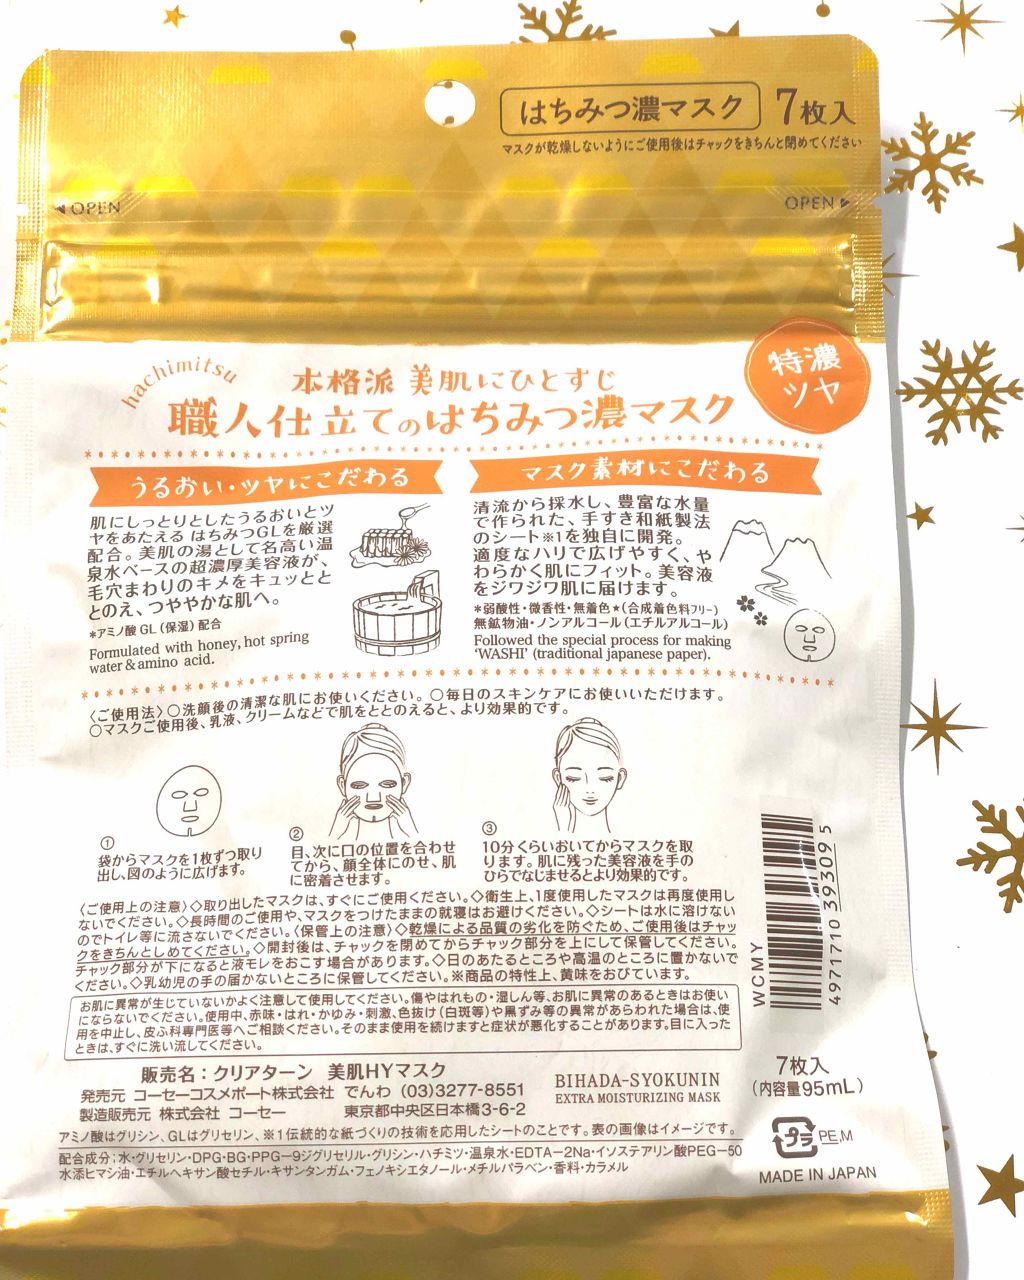 はちみつ濃マスク 7枚入
マスクが乾燥しないようにご使用後はチャックをきちんと閉めてください
OPEN
OPEN
hachimitsu
本格派 美肌にひとすじ
職人仕立てのはちみつ濃マスク
特濃
ツヤ
うるおい・ツヤにこだわる
肌にしっとりとしたうるおいとツ
ヤをあたえる はちみつGLを厳選
配合。美肌の湯として名高い温
泉水ベースの超濃厚美容液が、
毛穴まわりのキメをキュッとと
とのえ、つややかな肌へ。
*アミノ酸GL(保湿)配合
Formulated with honey, hot spring
water & amino acid.
マスク素材にこだわる
清流から採水し、豊富な水量
で作られた、手すき和紙製法
のシート※1を独自に開発。
適度なハリで広げやすく、や
わらかく肌にフィット。美容液
をジワジワ肌に届けます。
*弱酸性・微香性・無着色*(合成着色料フリー)
無鉱物油・ノンアルコール(エチルアルコール)
Followed the special process for making
'WASHI' (traditional japanese paper).
〈ご使用法〉○洗顔後の清潔な肌にお使いください。○毎日のスキンケアにお使いいただけます。
○マスクご使用後、乳液、クリームなどで肌をととのえると、より効果的です。
①
袋からマスクを1枚ずつ取り
出し、図のように広げます。
②
目、次に口の位置を合わせ
てから、顔全体にのせ、肌
に密着させます。
③
10分くらいおいてからマスクを取
ります。肌に残った美容液を手の
ひらでなじませるとより効果的です。
〈ご使用上の注意〉◇取り出したマスクは、すぐにご使用ください。◇衛生上、1度使用したマスクは再度使用し
ないでください。◇長時間のご使用や、マスクをつけたままの就寝はお避けください。◇シートは水に溶けない
のでトイレ等に流さないでください。〈保管上の注意〉◇乾燥による品質の劣化を防ぐため、ご使用後はチャッ
クをきちんとしめてください。◇開封後は、チャックを閉めてからチャック部分を上にして保管してください。
チャック部分が下になると液モレをおこす場合があります。◇日のあたるところや高温のところに置かないで
ください。◇乳幼児の手の届かないところに保管してください。※商品の特性上、黄味をおびています。
お肌に異常が生じていないかよく注意して使用してください。傷やはれもの・湿しん等、お肌に異常のあるときはお使い
にならないでください。使用中、赤味・はれ・かゆみ・刺激、色抜け(白斑等)や黒ずみ等の異常があらわれた場合は、使
用を中止し、皮ふ科専門医等へご相談ください。そのまま使用を続けますと症状が悪化することがあります。目に入った
ときは、すぐに洗い流してください。
販売名:クリアターン 美肌HYマスク
発売元 コーセーコスメポート株式会社 でんわ (03)3277-8551
製造販売元 株式会社 コーセー 東京都中央区日本橋3-6-2
BIHADA-SYOKUNIN
EXTRA MOISTURIZING MASK
アミノ酸はグリシン、GLはグリセリン、※1伝統的な紙づくりの技術を応用したシートのことです。表の画像はイメージです。
配合成分;水・グリセリン・DPG・BG・PPG-9ジグリセリル・グリシン・ハチミツ・温泉水・EDTA-2Na・イソステアリン酸PEG-50
水添ヒマシ油・エチルヘキサン酸セチル・キサンタンガム・フェノキシエタノール・メチルパラベン・香料・カラメル
WCMY
4971710 393095
7枚入
(内容量95mL)
プラ PE,M
MADE IN JAPAN